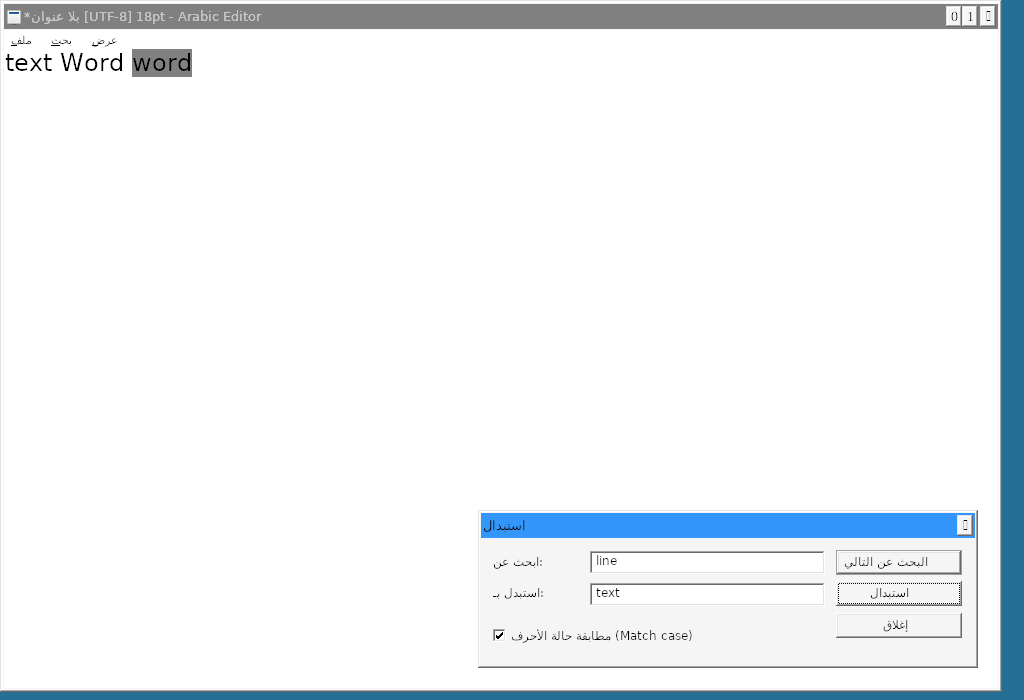 *بلا عنوان [UTF-8] 18pt - Arabic Editor
ملف بحث عرض
text Word word
استبدال
ابحث عن: line البحث عن التالي
استبدل بـ: text استبدال
إغلاق
مطابقة حالة الأحرف (Match case)